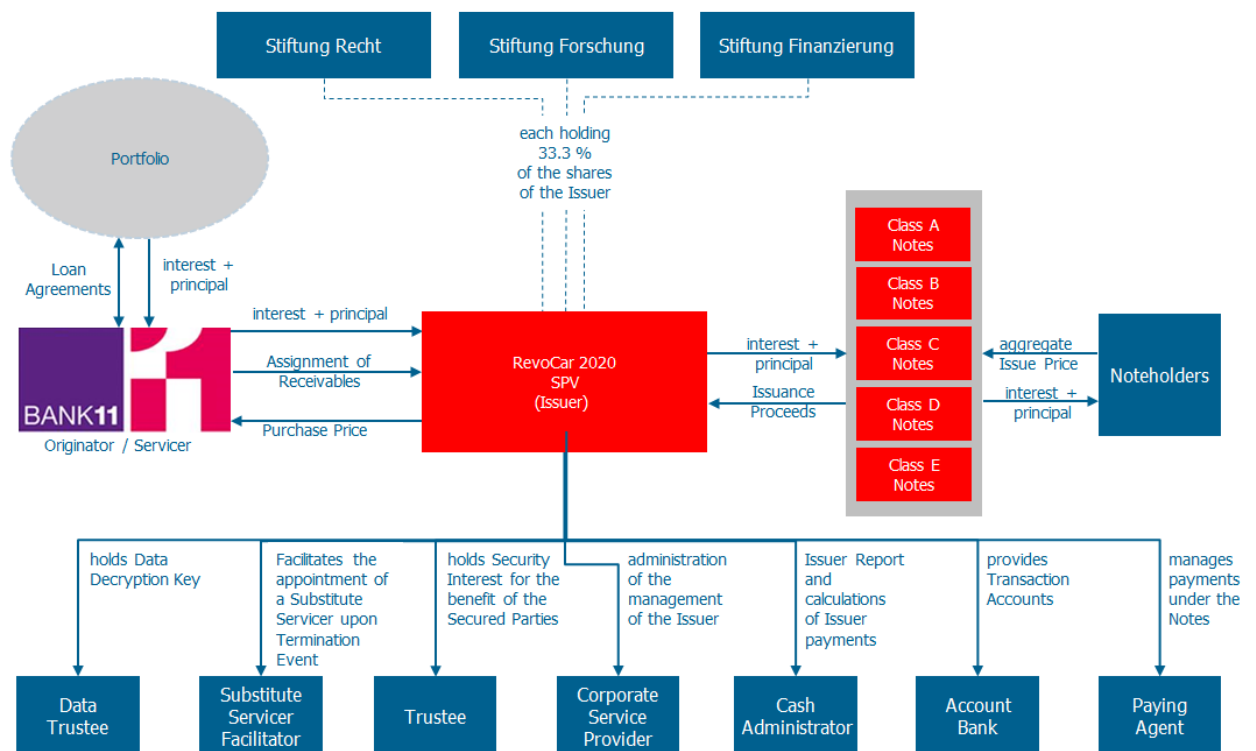 Stiftung Recht
Stiftung Forschung
Stiftung Finanzierung
each holding
33.3 %
of the shares
of the Issuer
Portfolio
Loan
Agreements
interest +
principal
BANK11
Originator / Servicer
interest + principal
Assignment of
Receivables
Purchase Price
RevoCar 2020
SPV
(Issuer)
interest +
principal
Issuance
Proceeds
Class A
Notes
Class B
Notes
Class C
Notes
Class D
Notes
Class E
Notes
aggregate
Issue Price
interest +
principal
Noteholders
holds Data
Decryption Key
Facilitates the
appointment of
a Substitute
Servicer upon
Termination
Event
holds Security
Interest for the
benefit of the
Secured Parties
administration
of the
management
of the Issuer
Issuer Report
and
calculations
of Issuer
payments
provides
Transaction
Accounts
manages
payments
under the
Notes
Data
Trustee
Substitute
Servicer
Facilitator
Trustee
Corporate
Service
Provider
Cash
Administrator
Account
Bank
Paying
Agent